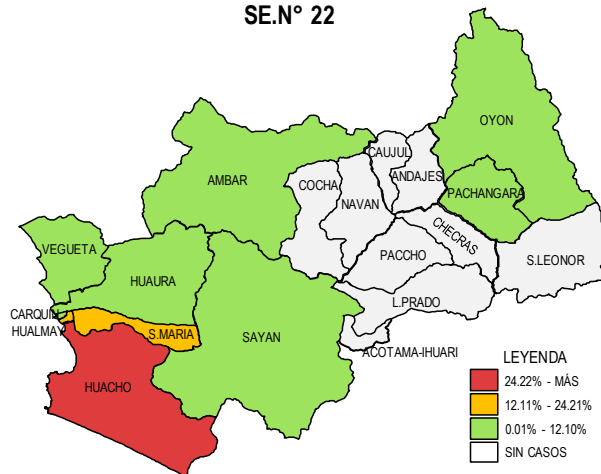 SE.N° 22
OYON
CAUJUL
ANDAJES
COCHA
AMBAR
NAVAN
PACHANGARA
CHECRAS
VEGUETA
PACCHO
S.LEONOR
HUAURA
L.PRADO
CARQUIN
HUALMAY
S.MARIA
SAYAN
ACOTAMA-IHUARI
HUACHO
LEYENDA
24.22% - MÁS
12.11% - 24.21%
0.01% - 12.10%
SIN CASOS